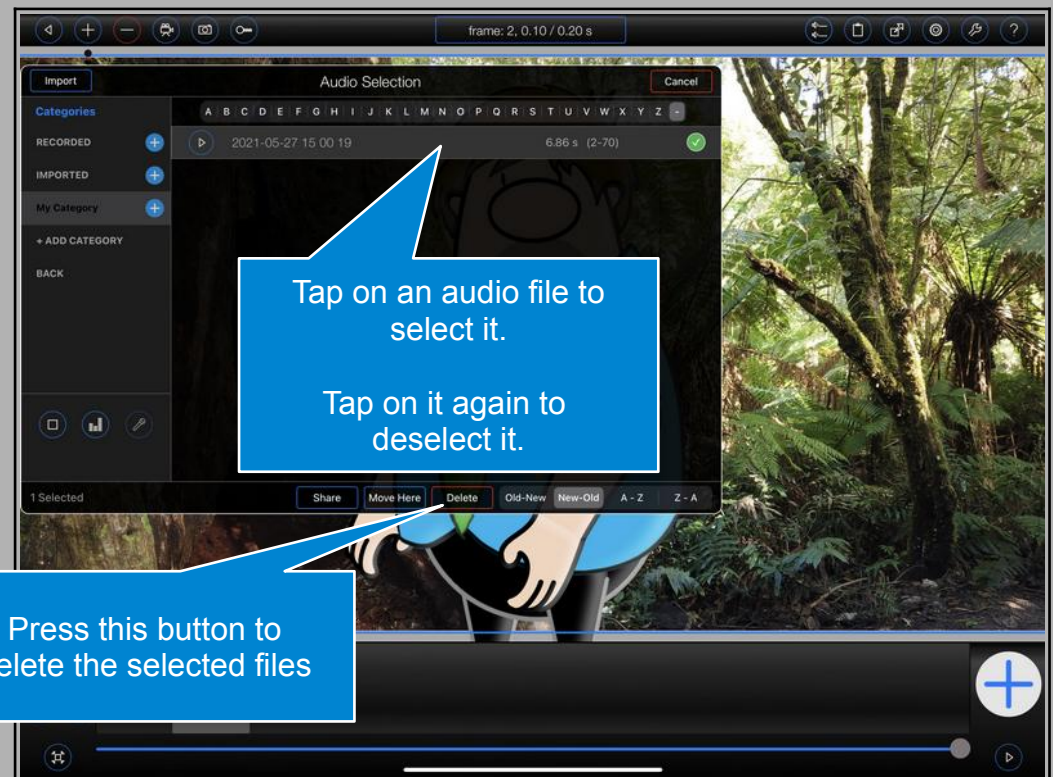 frame: 2, 0.10 / 0.20 s
?
Import
Audio Selection
Cancel
Categories
A B C D E F G H I J K L M N O P Q R S T U V W X Y Z -
RECORDED
2021-05-27 15 00 19
6.86 s (2-70)
IMPORTED
My Category
+ ADD CATEGORY
BACK
Tap on an audio file to
select it.
Tap on it again to
deselect it.
1 Selected
Share
Move Here
Delete
Old-New
New-Old
A - Z
Z - A
Press this button to
elete the selected files